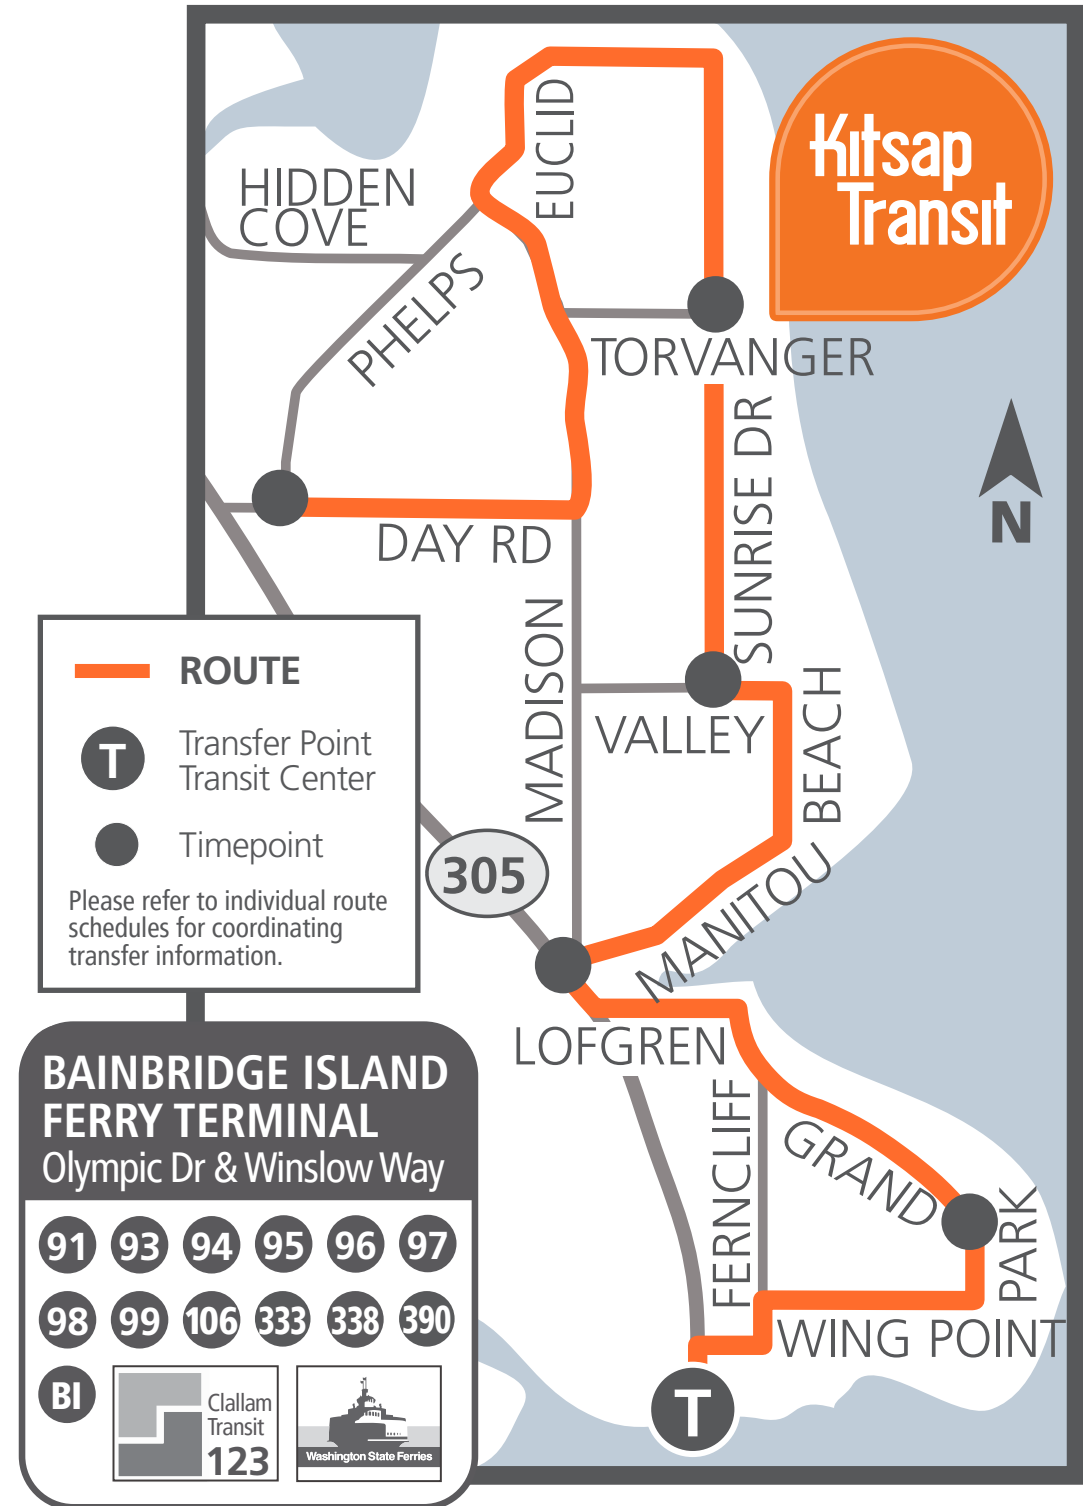 Kitsap
Transit
EUCLID
HIDDEN
COVE
PHELPS
TORVANGER
SUNRISE DR
N
DAY RD
MADISON
VALLEY
BEACH
MANITOU
305
LOFGREN
FERNCLIFF
GRAND
PARK
WING POINT
T
ROUTE
T
Transfer Point
Transit Center
Timepoint
Please refer to individual route
schedules for coordinating
transfer information.
BAINBRIDGE ISLAND
FERRY TERMINAL
Olympic Dr & Winslow Way
91 93 94 95 96 97
98 99 106 333 338 390
BI
Clallam
Transit
123
Washington State Ferries